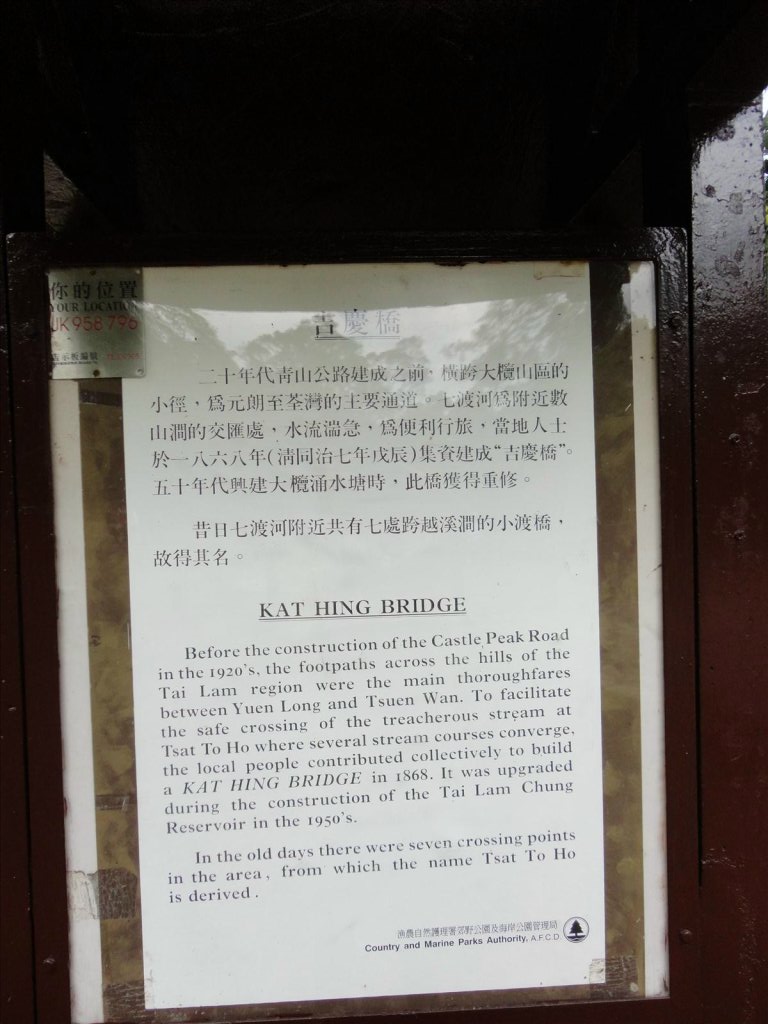 你的位置
YOUR LOCATION
JK958 796
告示板編號
吉慶橋
二十年代青山公路建成之前，橫跨大欖山區的
小徑，爲元朗至荃灣的主要通道。七渡河爲附近數
山澗的交匯處，水流湍急，爲便利行旅，當地人士
於一八六八年(清同治七年戊辰)集資建成“吉慶橋”。
五十年代興建大欖涌水塘時，此橋獲得重修。
昔日七渡河附近共有七處跨越溪澗的小渡橋，
故得其名。
KAT HING BRIDGE
Before the construction of the Castle Peak Road
in the 1920's, the footpaths across the hills of the
Tai Lam region were the main thoroughfares
between Yuen Long and Tsuen Wan. To facilitate
the safe crossing of the treacherous stream at
Tsat To Ho where several stream courses converge,
the local people contributed collectively to build
a KAT HING BRIDGE in 1868. It was upgraded
during the construction of the Tai Lam Chung
Reservoir in the 1950's.
In the old days there were seven crossing points
in the area, from which the name Tsat To Ho
is derived.
漁農自然護理署郊野公園及海岸公園管理局
Country and Marine Parks Authority, A.F.C.D.